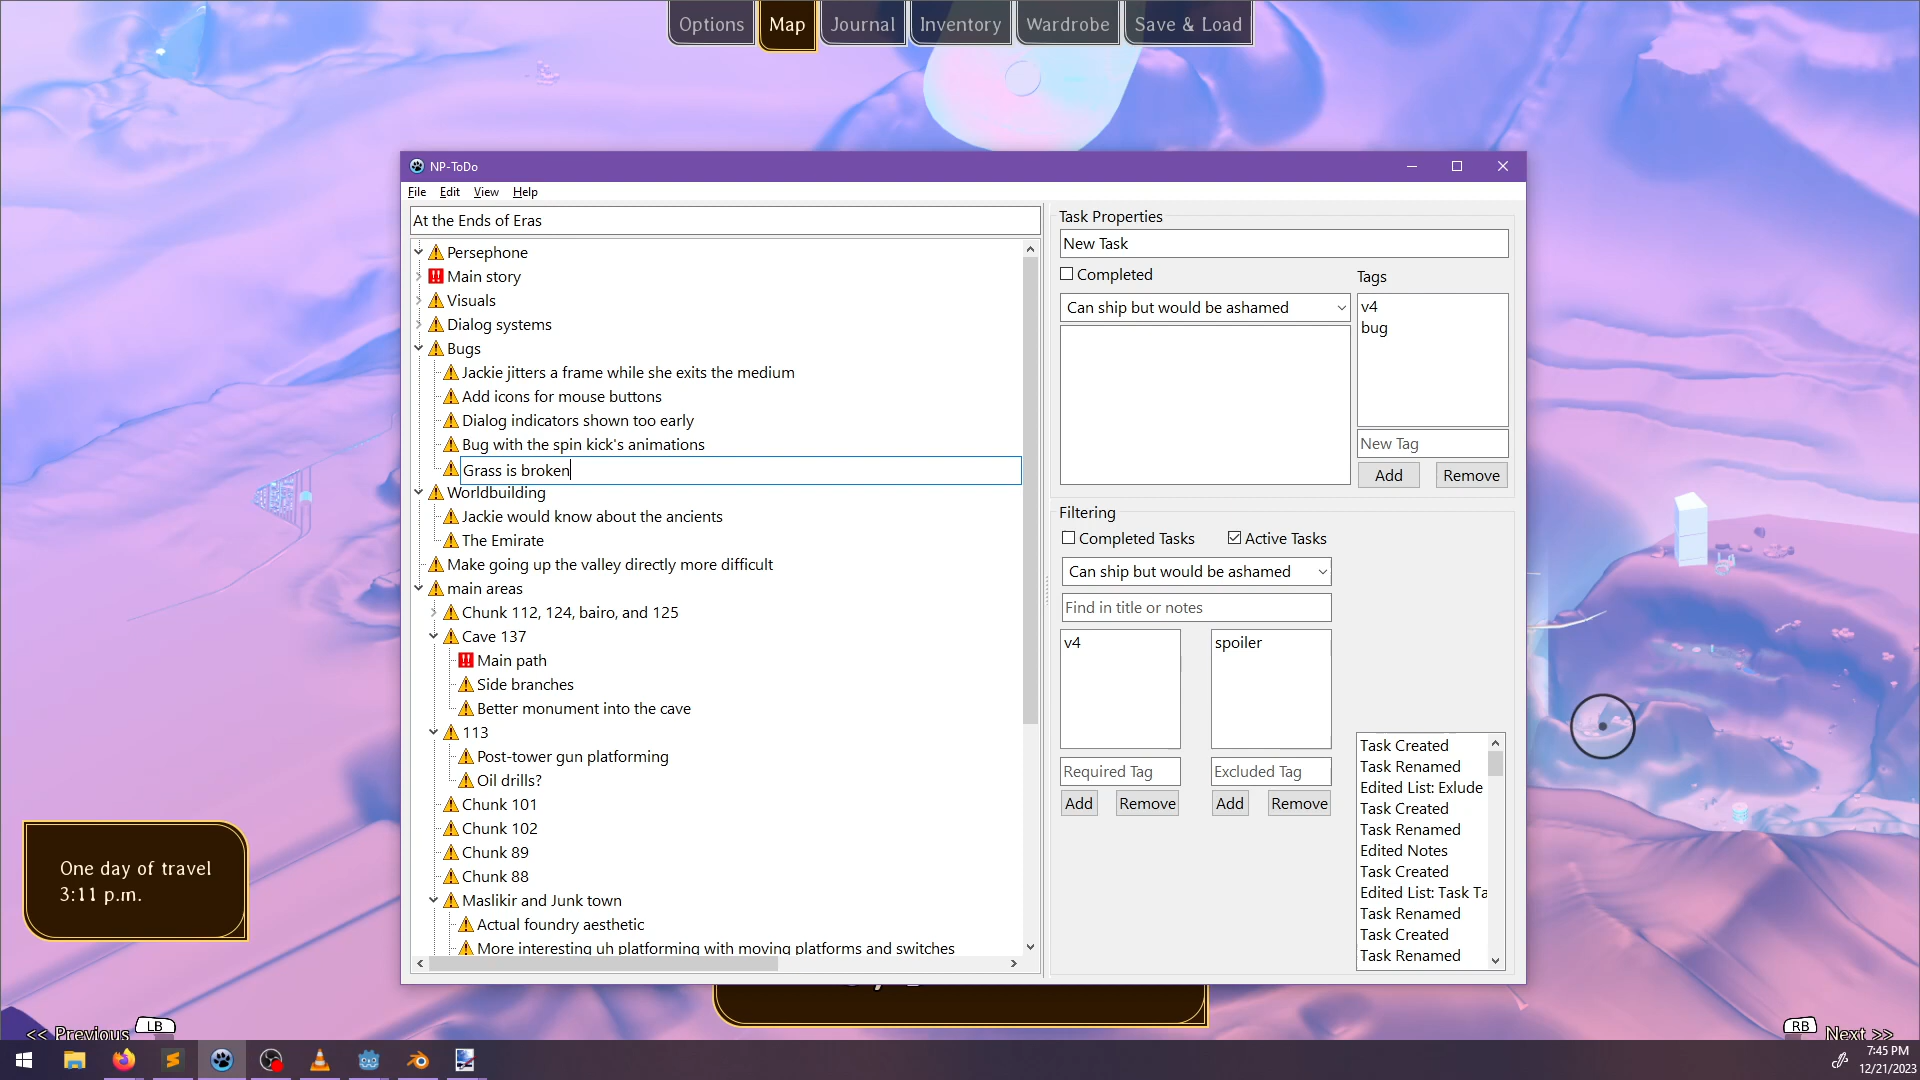 Options Map Journal Inventory Wardrobe Save & Load
NP-ToDo
File Edit View Help
At the Ends of Eras
Persephone
Main story
Visuals
Dialog systems
Bugs
Jackie jitters a frame while she exits the medium
Add icons for mouse buttons
Dialog indicators shown too early
Bug with the spin kick's animations
Grass is broken
Worldbuilding
Jackie would know about the ancients
The Emirate
Make going up the valley directly more difficult
main areas
Chunk 112, 124, bairo, and 125
Cave 137
Main path
Side branches
Better monument into the cave
113
Post-tower gun platforming
Oil drills?
Chunk 101
Chunk 102
Chunk 89
Chunk 88
Maslikir and Junk town
Actual foundry aesthetic
More interesting uh platforming with moving platforms and switches
Task Properties
New Task
Completed
Can ship but would be ashamed
Tags
v4
bug
New Tag
Add Remove
Filtering
Completed Tasks Active Tasks
Can ship but would be ashamed
Find in title or notes
v4
spoiler
Required Tag Excluded Tag
Add Remove Add Remove
Task Created
Task Renamed
Edited List: Exlude
Task Created
Task Renamed
Edited Notes
Task Created
Edited List: Task Ta
Task Renamed
Task Created
Task Renamed
One day of travel
3:11 p.m.
<< Previous LB
RB Next >>
7:45 PM
12/21/2023